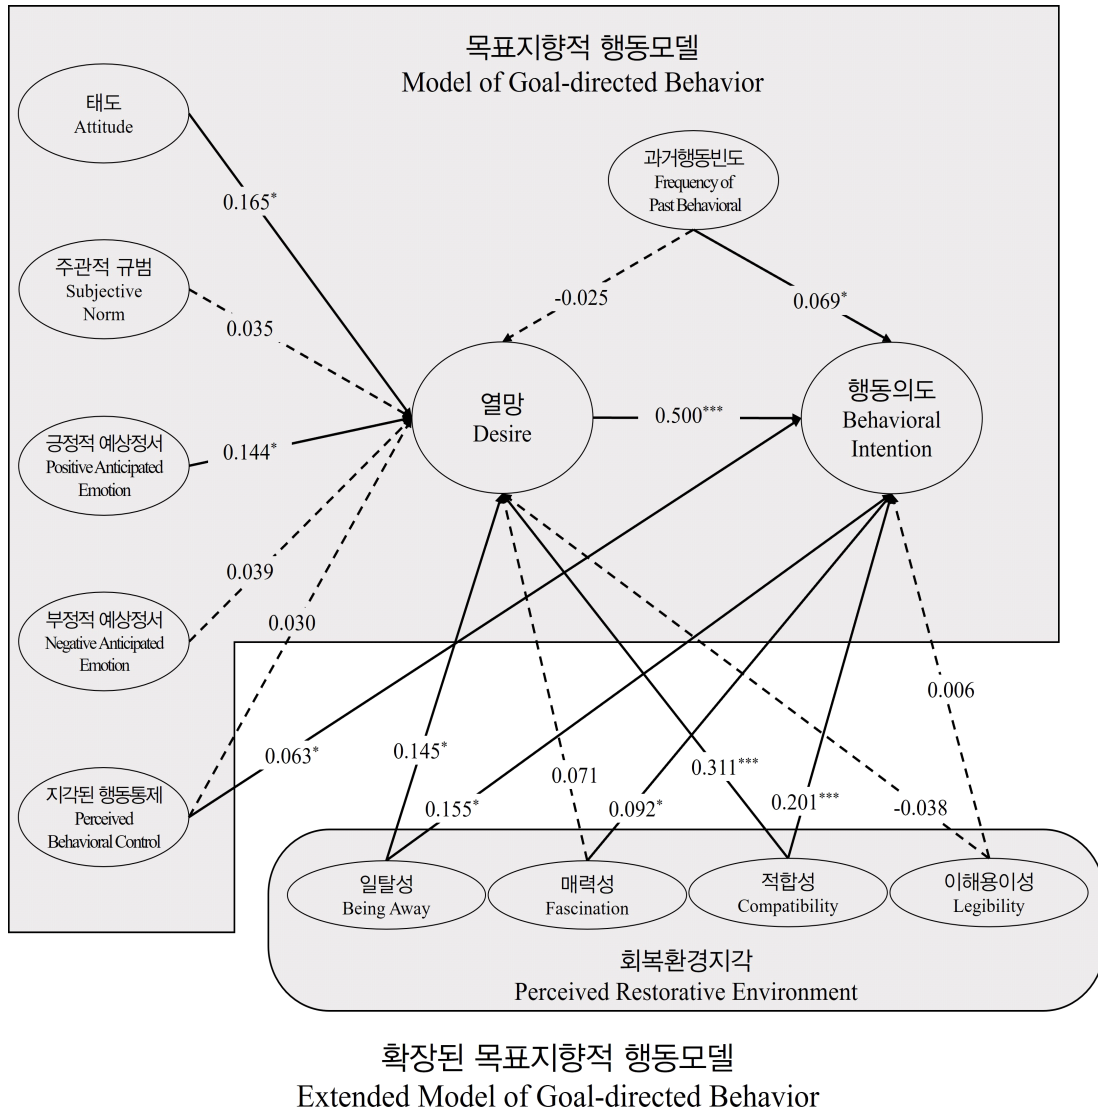 목표지향적 행동모델
Model of Goal-directed Behavior
태도
Attitude
과거행동빈도
Frequency of
Past Behavioral
0.165*
주관적 규범
Subjective
Norm
-0.025
0.069*
0.035
열망
Desire
0.500***
행동의도
Behavioral
Intention
긍정적 예상정서
Positive Anticipated
Emotion
0.144*
0.039
부정적 예상정서
Negative Anticipated
Emotion
0.030
0.006
0.063*
0.145*
0.071
0.311***
지각된 행동통제
Perceived
Behavioral Control
0.155*
0.092*
0.201***
-0.038
일탈성
Being Away
매력성
Fascination
적합성
Compatibility
이해용이성
Legibility
회복환경지각
Perceived Restorative Environment
확장된 목표지향적 행동모델
Extended Model of Goal-directed Behavior